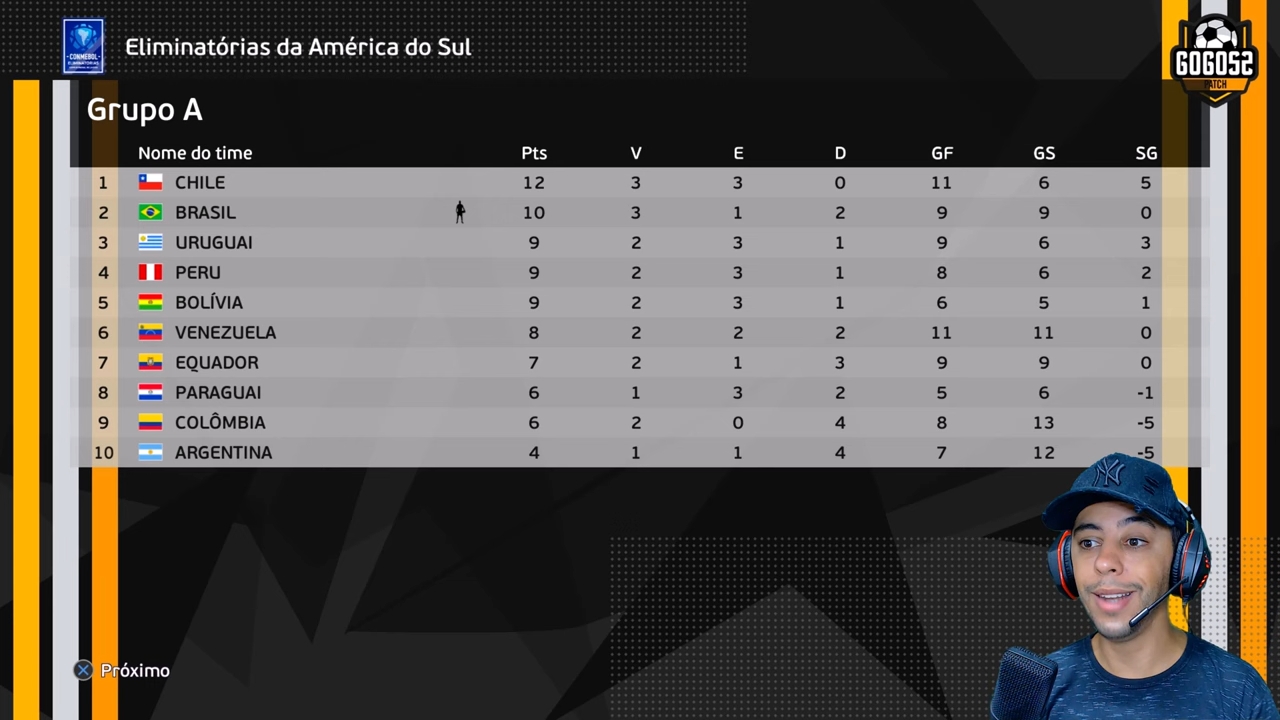 CONMEBOL
Eliminatórias da América do Sul
GOGOS2
PATCH
Grupo A
Nome do time Pts V E D GF GS SG
1 CHILE 12 3 3 0 11 6 5
2 BRASIL 10 3 1 2 9 9 0
3 URUGUAI 9 2 3 1 9 6 3
4 PERU 9 2 3 1 8 6 2
5 BOLÍVIA 9 2 3 1 6 5 1
6 VENEZUELA 8 2 2 2 11 11 0
7 EQUADOR 7 2 1 3 9 9 0
8 PARAGUAI 6 1 3 2 5 6 -1
9 COLÔMBIA 6 2 0 4 8 13 -5
10 ARGENTINA 4 1 1 4 7 12 -5
NY
Próximo